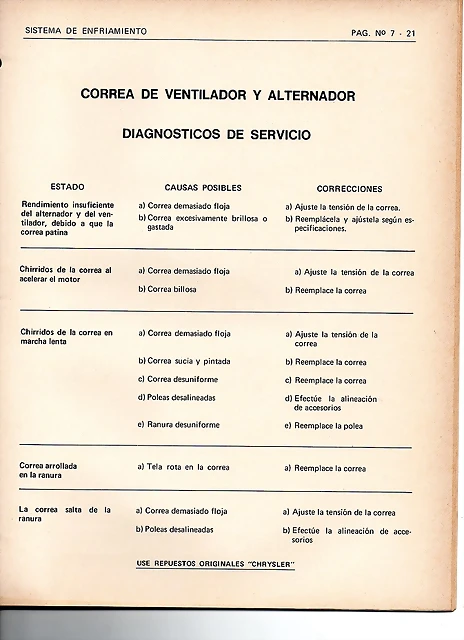 SISTEMA DE ENFRIAMIENTO PAG. Nº 7 - 21
CORREA DE VENTILADOR Y ALTERNADOR
DIAGNOSTICOS DE SERVICIO
ESTADO CAUSAS POSIBLES CORRECCIONES
Rendimiento insuficiente
del alternador y del ven-
tilador, debido a que la
correa patina
a) Correa demasiado floja
b) Correa excesivamente brillosa o
gastada
a) Ajuste la tensión de la correa.
b) Reemplácela y ajústela según es-
pecificaciones.
Chirridos de la correa al
acelerar el motor
a) Correa demasiado floja
b) Correa billosa
a) Ajuste la tensión de la correa
b) Reemplace la correa
Chirridos de la correa en
marcha lenta
a) Correa demasiado floja
b) Correa sucia y pintada
c) Correa desuniforme
d) Poleas desalineadas
e) Ranura desuniforme
a) Ajuste la tensión de la
correa
b) Reemplace la correa
c) Reemplace la correa
d) Efectúe la alineación
de accesorios
e) Reemplace la polea
Correa arrollada
en la ranura
a) Tela rota en la correa
a) Reemplace la correa
La correa salta de la
ranura
a) Correa demasiado floja
b) Poleas desalineadas
a) Ajuste la tensión de la correa
b) Efectúe la alineación de acce-
sorios
USE REPUESTOS ORIGINALES "CHRYSLER"